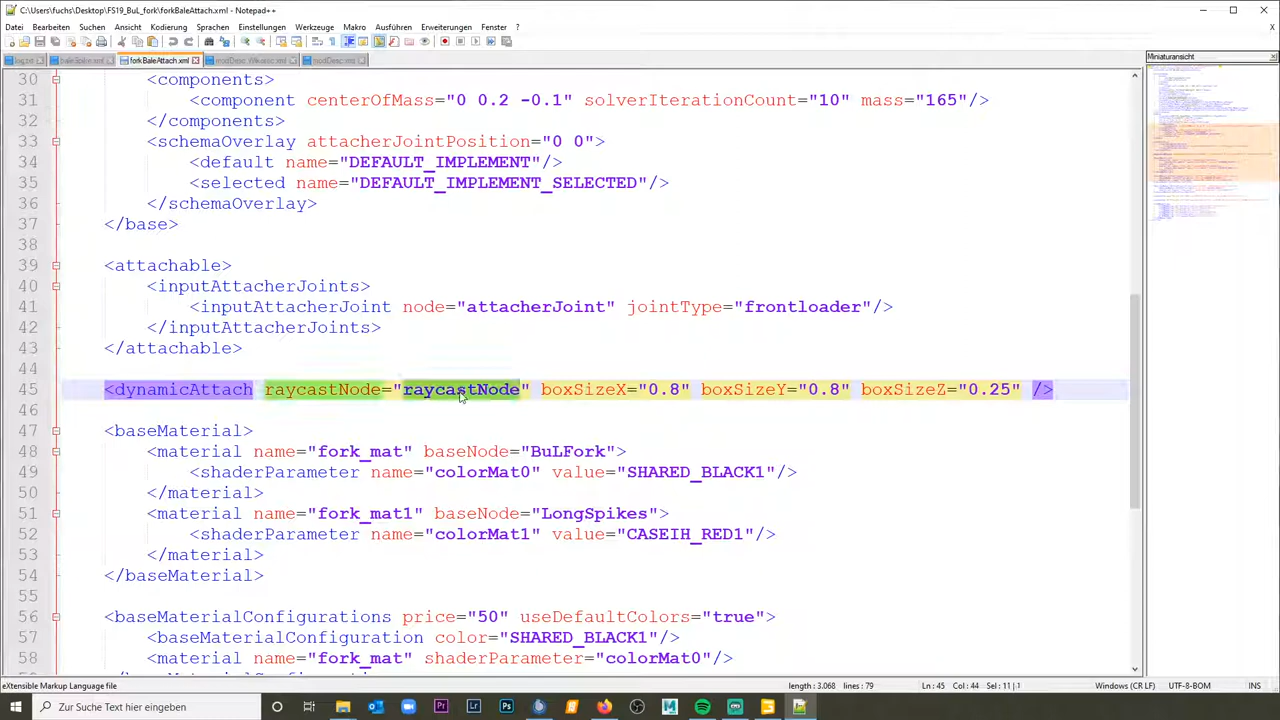 C:\Users\fuchs\Desktop\FS19_BuL_fork\forkBaleAttach.xml - Notepad++
Datei Bearbeiten Suchen Ansicht Kodierung Sprachen Einstellungen Werkzeuge Makro Ausführen Erweiterungen Fenster ?
forkBaleAttach.xml
Miniaturansicht
30 <components>
31 <component centerOfMass="0 0.2 -0.1" solverIterationCount="10" mass="165"/>
32 </components>
33 <schemaOverlay attacherJointPosition="0 0">
34 <default name="DEFAULT_IMPLEMENT"/>
35 <selected name="DEFAULT_IMPLEMENT_SELECTED"/>
36 </schemaOverlay>
37 </base>
38
39 <attachable>
40 <inputAttacherJoints>
41 <inputAttacherJoint node="attacherJoint" jointType="frontloader"/>
42 </inputAttacherJoints>
43 </attachable>
44
45 <dynamicAttach raycastNode="raycastNode" boxSizeX="0.8" boxSizeY="0.8" boxSizeZ="0.25" />
46
47 <baseMaterial>
48 <material name="fork_mat" baseNode="BuLFork">
49 <shaderParameter name="colorMat0" value="SHARED_BLACK1"/>
50 </material>
51 <material name="fork_mat1" baseNode="LongSpikes">
52 <shaderParameter name="colorMat1" value="CASEIH_RED1"/>
53 </material>
54 </baseMaterial>
55
56 <baseMaterialConfigurations price="50" useDefaultColors="true">
57 <baseMaterialConfiguration color="SHARED_BLACK1"/>
58 <material name="fork_mat" shaderParameter="colorMat0"/>
eXtensible Markup Language file length : 3.068 lines : 79 Ln : 45 Col : 44 Sel : 11 | 1 Windows (CR LF) UTF-8-BOM INS
Zur Suche Text hier eingeben